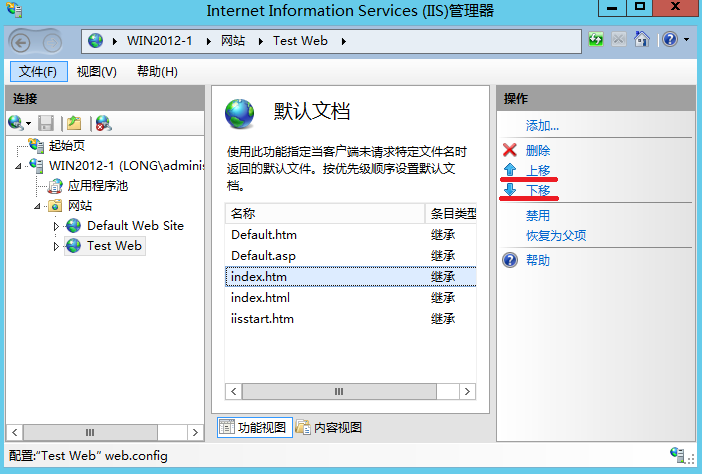 Internet Information Services (IIS)管理器
WIN2012-1 网站 Test Web
文件(F) 视图(V) 帮助(H)
连接
起始页
WIN2012-1 (LONG\adminis
应用程序池
网站
Default Web Site
Test Web
默认文档
使用此功能指定当客户端未请求特定文件名时
返回的默认文件。按优先级顺序设置默认文
档。
名称 条目类型
Default.htm 继承
Default.asp 继承
index.htm 继承
index.html 继承
iisstart.htm 继承
功能视图 内容视图
操作
添加...
删除
上移
下移
禁用
恢复为父项
帮助
配置:“Test Web” web.config